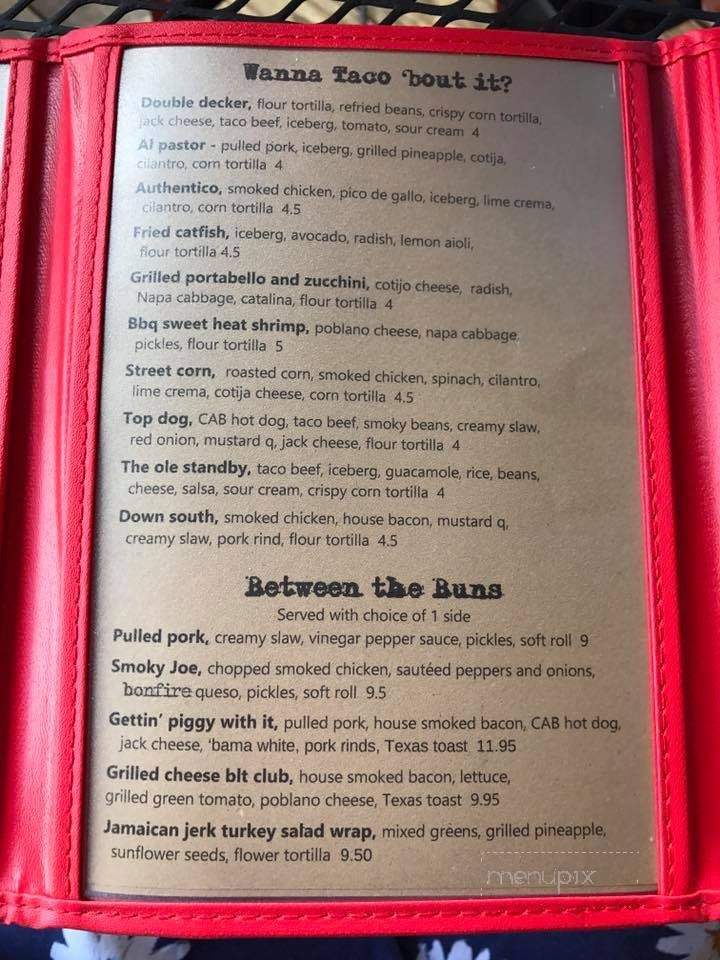 Wanna Taco 'bout it?
Double decker, flour tortilla, refried beans, crispy corn tortilla,
jack cheese, taco beef, iceberg, tomato, sour cream 4
Al pastor - pulled pork, iceberg, grilled pineapple, cotija,
cilantro, corn tortilla 4
Authentico, smoked chicken, pico de gallo, iceberg, lime crema,
cilantro, corn tortilla 4.5
Fried catfish, iceberg, avocado, radish, lemon aioli,
flour tortilla 4.5
Grilled portabello and zucchini, cotijo cheese, radish,
Napa cabbage, catalina, flour tortilla 4
Bbq sweet heat shrimp, poblano cheese, napa cabbage
pickles, flour tortilla 5
Street corn, roasted corn, smoked chicken, spinach, cilantro,
lime crema, cotija cheese, corn tortilla 4.5
Top dog, CAB hot dog, taco beef, smoky beans, creamy slaw,
red onion, mustard q, jack cheese, flour tortilla 4
The ole standby, taco beef, iceberg, guacamole, rice, beans,
cheese, salsa, sour cream, crispy corn tortilla 4
Down south, smoked chicken, house bacon, mustard q,
creamy slaw, pork rind, flour tortilla 4.5
Between the Buns
Served with choice of 1 side
Pulled pork, creamy slaw, vinegar pepper sauce, pickles, soft roll 9
Smoky Joe, chopped smoked chicken, sautéed peppers and onions,
bonfire queso, pickles, soft roll 9.5
Gettin' piggy with it, pulled pork, house smoked bacon, CAB hot dog,
jack cheese, 'bama white, pork rinds, Texas toast 11.95
Grilled cheese blt club, house smoked bacon, lettuce,
grilled green tomato, poblano cheese, Texas toast 9.95
Jamaican jerk turkey salad wrap, mixed greens, grilled pineapple,
sunflower seeds, flower tortilla 9.50
menupix